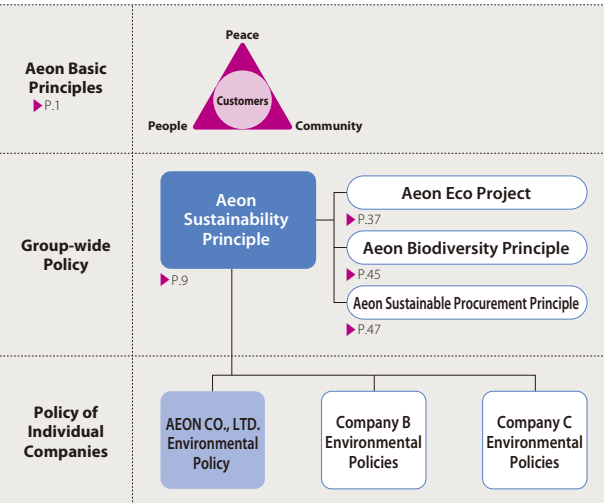 Aeon Basic
Principles
P.1
Peace
Customers
People
Community
Group-wide
Policy
Aeon
Sustainability
Principle
P.9
Aeon Eco Project
P.37
Aeon Biodiversity Principle
P.45
Aeon Sustainable Procurement Principle
P.47
Policy of
Individual
Companies
AEON CO., LTD.
Environmental
Policy
Company B
Environmental
Policies
Company C
Environmental
Policies